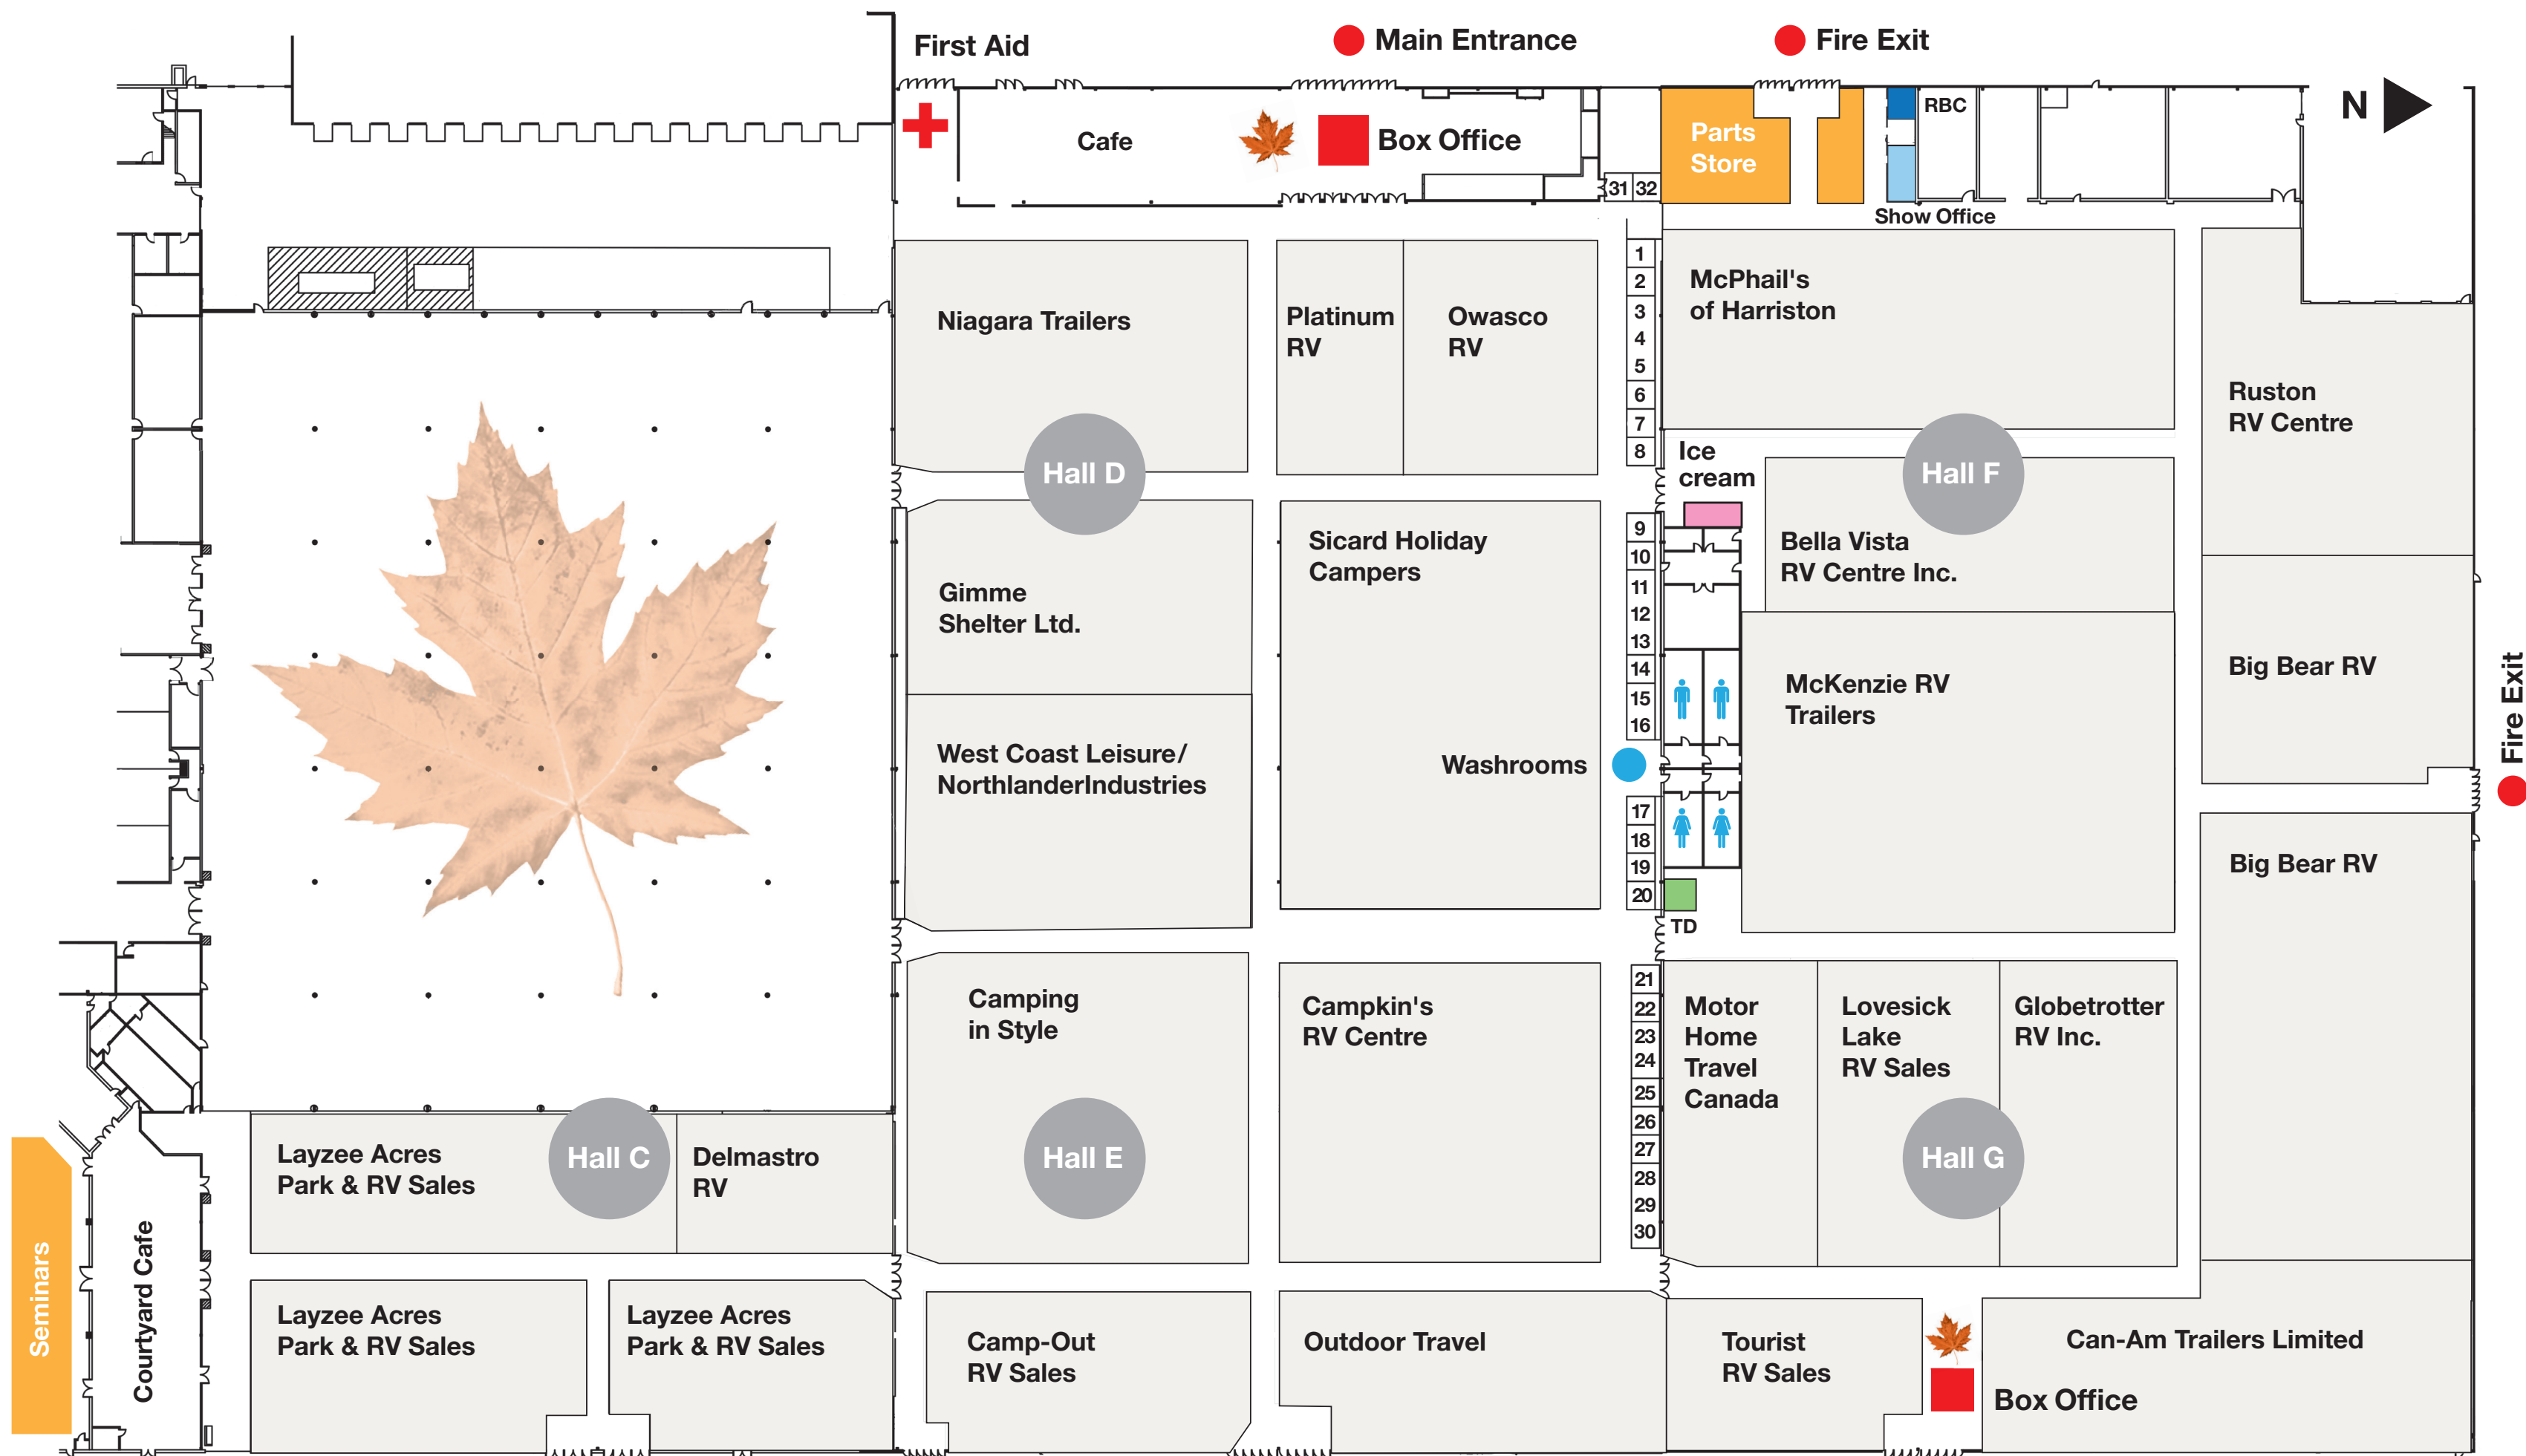 First Aid
Main Entrance
Fire Exit
N
Cafe
Box Office
31
32
Parts
Store
RBC
Show Office
Niagara Trailers
Platinum
RV
Owasco
RV
1
2
3
4
5
6
7
8
McPhail's
of Harriston
Ruston
RV Centre
Hall D
Ice
cream
Hall F
Gimme
Shelter Ltd.
Sicard Holiday
Campers
9
10
11
12
13
14
15
16
Bella Vista
RV Centre Inc.
McKenzie RV
Trailers
Big Bear RV
Fire Exit
West Coast Leisure/
NorthlanderIndustries
Washrooms
17
18
19
20
TD
Big Bear RV
Camping
in Style
Campkin's
RV Centre
21
22
23
24
25
26
27
28
29
30
Motor
Home
Travel
Canada
Lovesick
Lake
RV Sales
Globetrotter
RV Inc.
Layzee Acres
Park & RV Sales
Hall C
Delmastro
RV
Hall E
Hall G
Seminars
Courtyard Cafe
Layzee Acres
Park & RV Sales
Layzee Acres
Park & RV Sales
Camp-Out
RV Sales
Outdoor Travel
Tourist
RV Sales
Can-Am Trailers Limited
Box Office